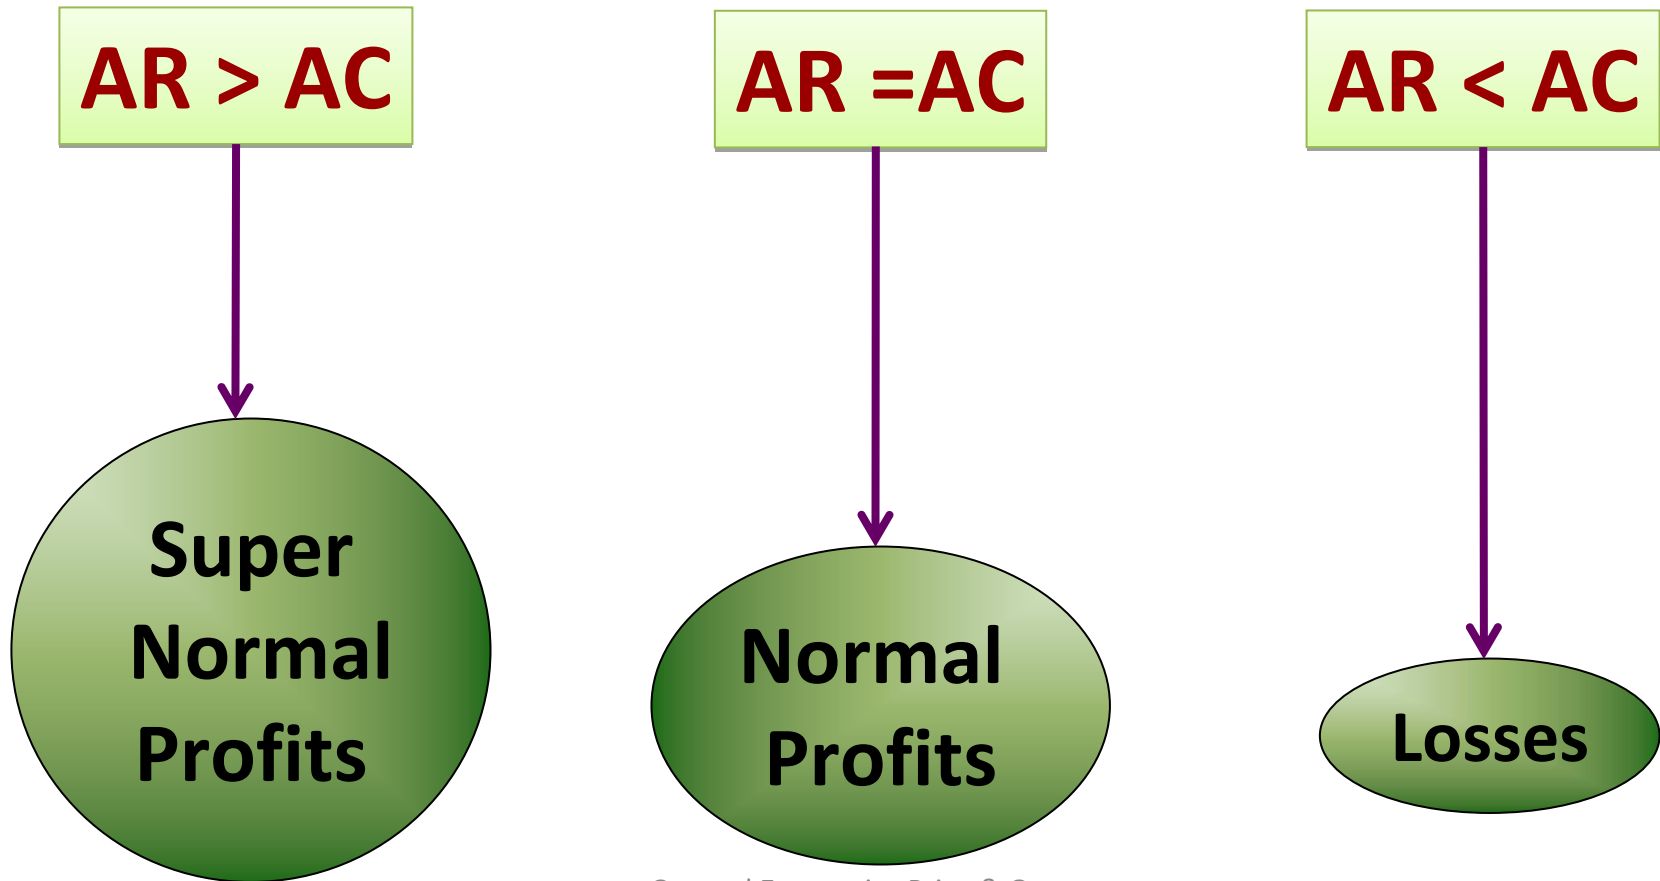 AR > AC
AR =AC
AR < AC
Super
Normal
Profits
Normal
Profits
Losses